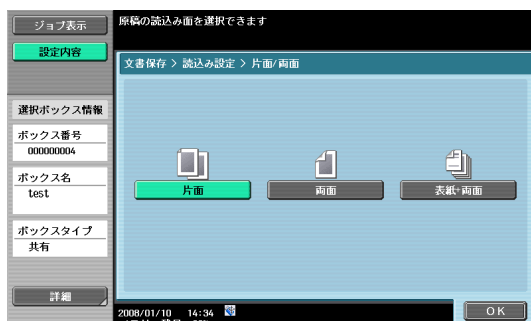 ジョブ表示
設定内容
選択ボックス情報
ボックス番号
000000004
ボックス名
test
ボックスタイプ
共有
詳細
原稿の読込み面を選択できます
文書保存 > 読込み設定 > 片面/両面
片面
両面
表紙+両面
2008/01/10 14:34
OK